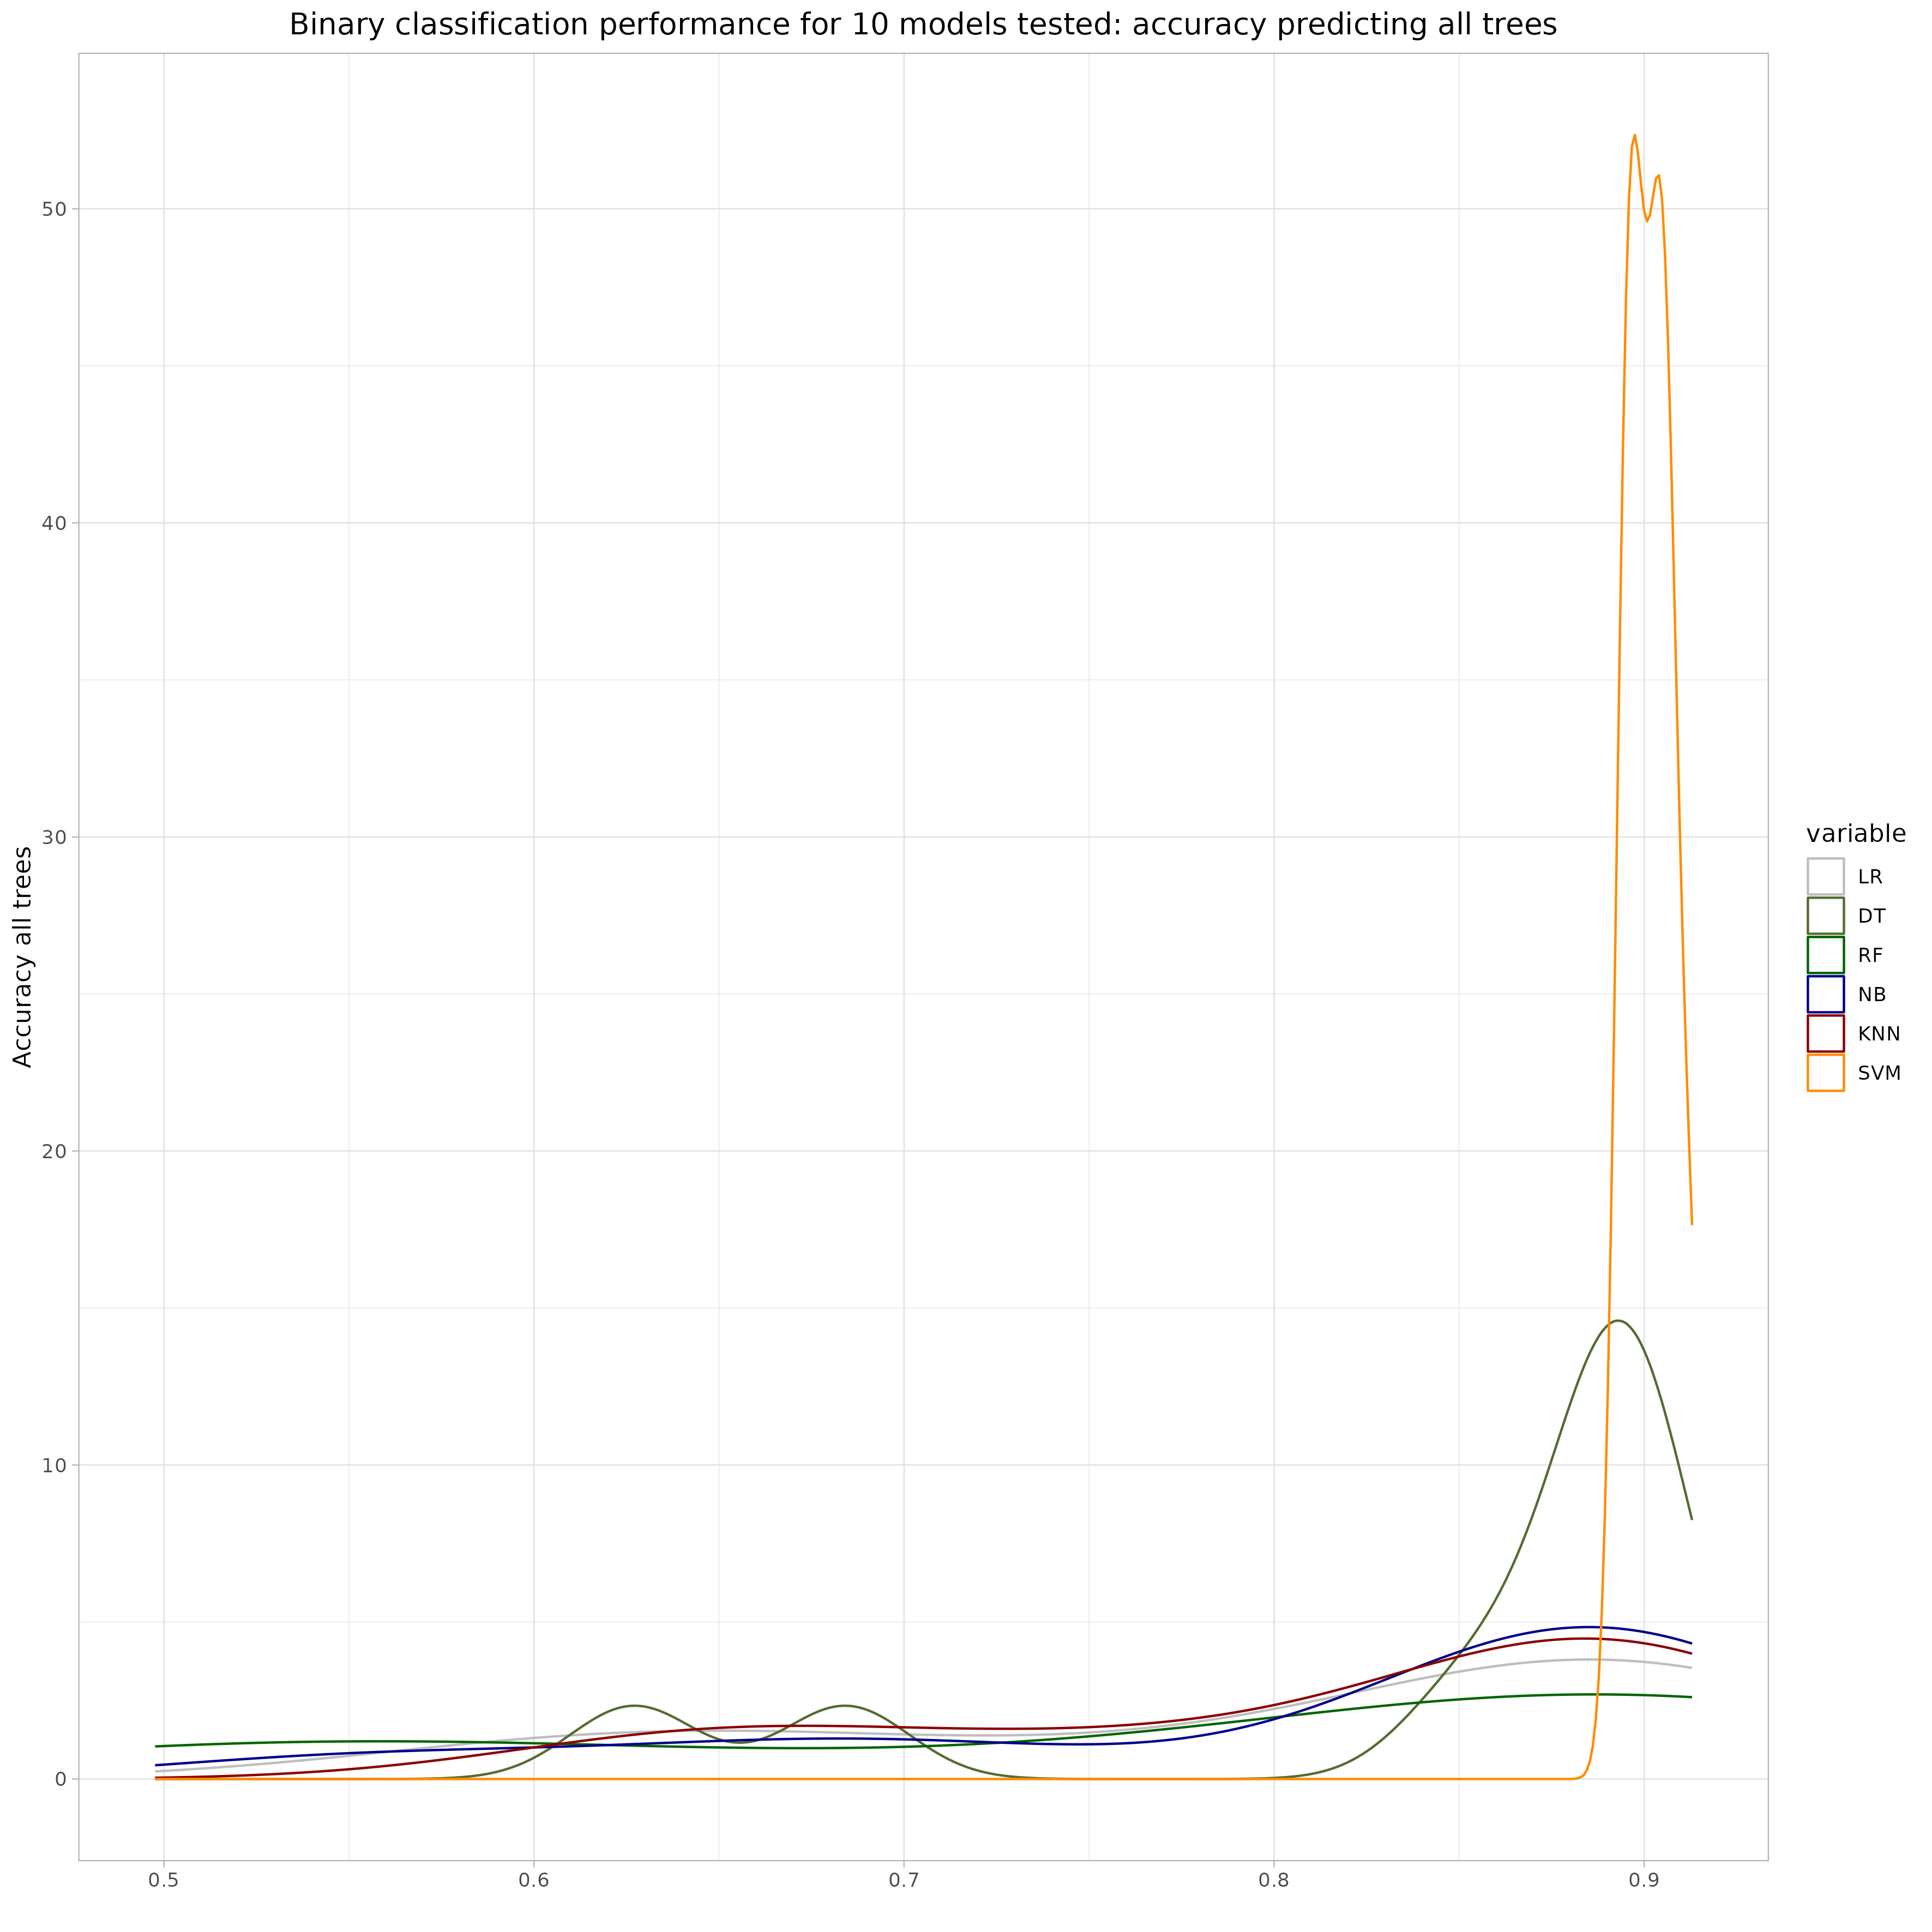 Binary classification performance for 10 models tested: accuracy predicting all trees
50
40
30
20
10
0
Accuracy all trees
0.5 0.6 0.7 0.8 0.9
variable
LR
DT
RF
NB
KNN
SVM